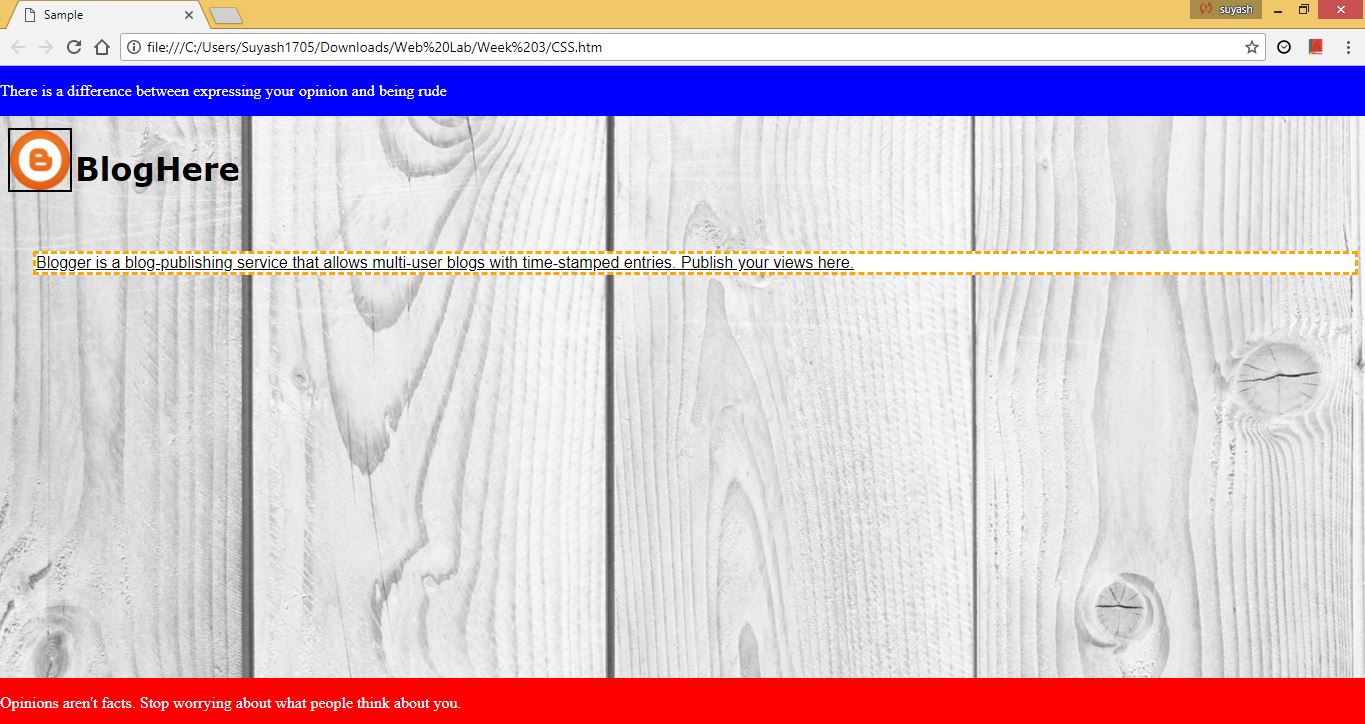 Sample
suyash
file:///C:/Users/Suyash1705/Downloads/Web%20Lab/Week%203/CSS.htm
There is a difference between expressing your opinion and being rude
BlogHere
Blogger is a blog-publishing service that allows multi-user blogs with time-stamped entries. Publish your views here.
Opinions aren't facts. Stop worrying about what people think about you.